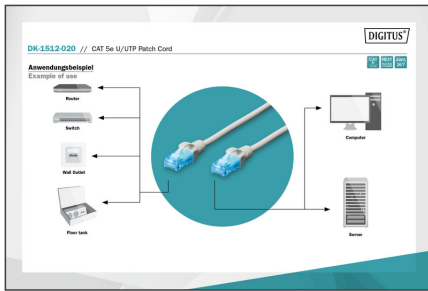 DIGITUS®
DK-1512-020 // CAT 5e U/UTP Patch Cord
Anwendungsbeispiel
Example of use
Router
Switch
Wall Outlet
Floor tank
Computer
Server